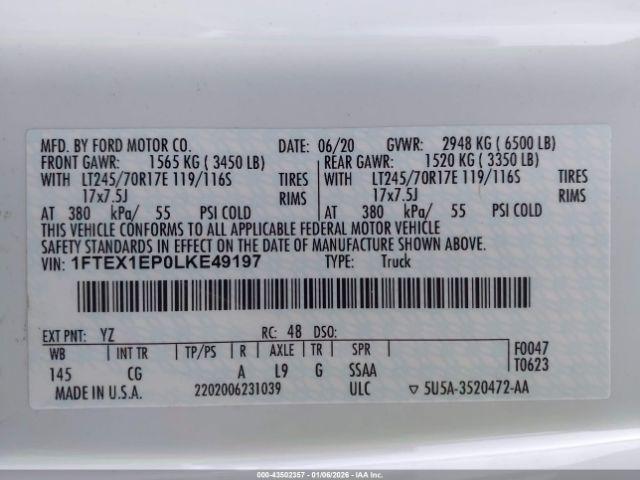 MFD. BY FORD MOTOR CO. DATE: 06/20 GVWR: 2948 KG (6500 LB)
FRONT GAWR: 1565 KG (3450 LB) REAR GAWR: 1520 KG (3350 LB)
WITH LT245/70R17E 119/116S TIRES WITH LT245/70R17E 119/116S TIRES
17x7.5J RIMS 17x7.5J RIMS
AT 380 kPa/ 55 PSI COLD AT 380 kPa/ 55 PSI COLD
THIS VEHICLE CONFORMS TO ALL APPLICABLE FEDERAL MOTOR VEHICLE
SAFETY STANDARDS IN EFFECT ON THE DATE OF MANUFACTURE SHOWN ABOVE.
VIN: 1FTEX1EP0LKE49197 TYPE: Truck
EXT PNT: YZ RC: 48 DSO:
WB INT TR TP/PS R AXLE TR SPR F0047
145 CG A L9 G SSAA T0623
MADE IN U.S.A. 2202006231039 ULC ▽ 5U5A-3520472-AA
000-43502357 - 01/06/2026 - IAA Inc.